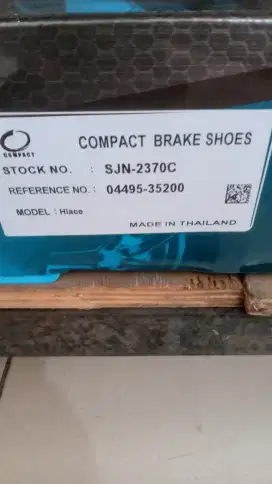 COMPACT BRAKE SHOES
COMPACT
STOCK NO. : SJN-2370C
REFERENCE NO. : 04495-35200
MODEL : Hiace
MADE IN THAILAND